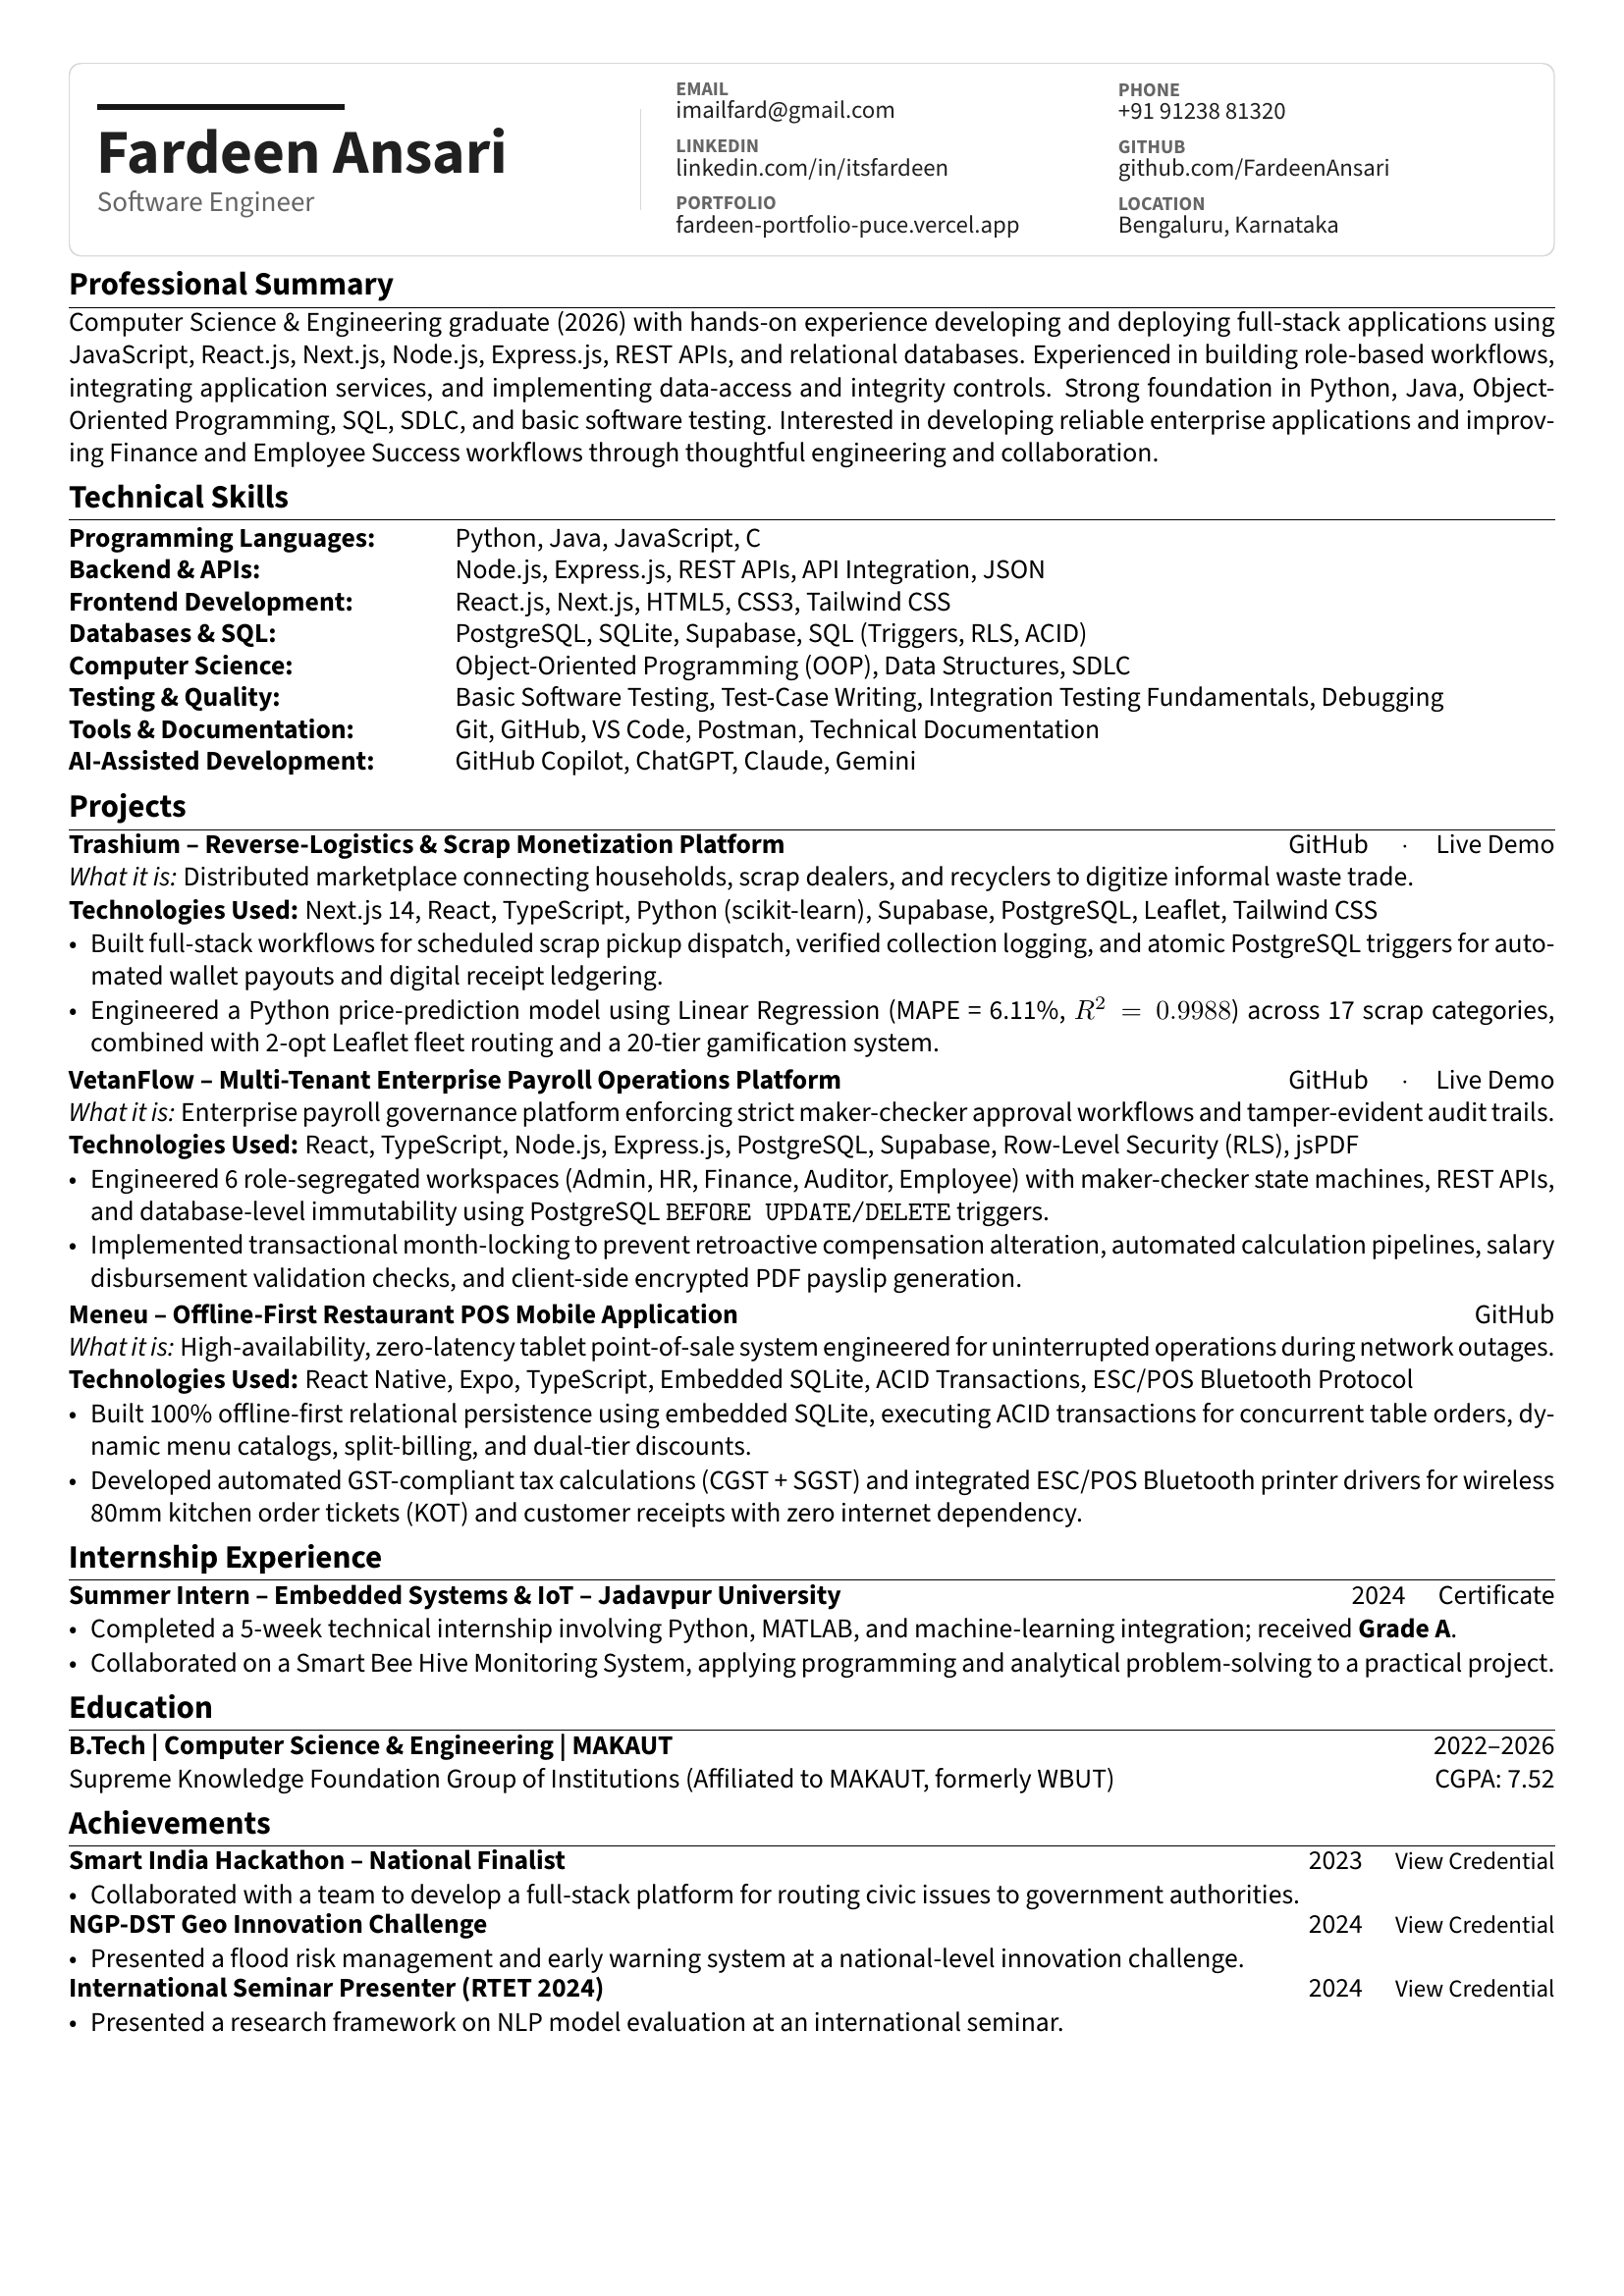 Fardeen Ansari
Software Engineer
EMAIL
imailfard@gmail.com
PHONE
+91 91238 81320
LINKEDIN
linkedin.com/in/itsfardeen
GITHUB
github.com/FardeenAnsari
PORTFOLIO
fardeen-portfolio-puce.vercel.app
LOCATION
Bengaluru, Karnataka
Professional Summary
Computer Science & Engineering graduate (2026) with hands-on experience developing and deploying full-stack applications using
JavaScript, React.js, Next.js, Node.js, Express.js, REST APIs, and relational databases. Experienced in building role-based workflows,
integrating application services, and implementing data-access and integrity controls. Strong foundation in Python, Java, Object-
Oriented Programming, SQL, SDLC, and basic software testing. Interested in developing reliable enterprise applications and improv-
ing Finance and Employee Success workflows through thoughtful engineering and collaboration.
Technical Skills
Programming Languages: Python, Java, JavaScript, C
Backend & APIs: Node.js, Express.js, REST APIs, API Integration, JSON
Frontend Development: React.js, Next.js, HTML5, CSS3, Tailwind CSS
Databases & SQL: PostgreSQL, SQLite, Supabase, SQL (Triggers, RLS, ACID)
Computer Science: Object-Oriented Programming (OOP), Data Structures, SDLC
Testing & Quality: Basic Software Testing, Test-Case Writing, Integration Testing Fundamentals, Debugging
Tools & Documentation: Git, GitHub, VS Code, Postman, Technical Documentation
AI-Assisted Development: GitHub Copilot, ChatGPT, Claude, Gemini
Projects
Trashium – Reverse-Logistics & Scrap Monetization Platform GitHub · Live Demo
What it is: Distributed marketplace connecting households, scrap dealers, and recyclers to digitize informal waste trade.
Technologies Used: Next.js 14, React, TypeScript, Python (scikit-learn), Supabase, PostgreSQL, Leaflet, Tailwind CSS
• Built full-stack workflows for scheduled scrap pickup dispatch, verified collection logging, and atomic PostgreSQL triggers for auto-
mated wallet payouts and digital receipt ledgering.
• Engineered a Python price-prediction model using Linear Regression (MAPE = 6.11%, R² = 0.9988) across 17 scrap categories,
combined with 2-opt Leaflet fleet routing and a 20-tier gamification system.
VetanFlow – Multi-Tenant Enterprise Payroll Operations Platform GitHub · Live Demo
What it is: Enterprise payroll governance platform enforcing strict maker-checker approval workflows and tamper-evident audit trails.
Technologies Used: React, TypeScript, Node.js, Express.js, PostgreSQL, Supabase, Row-Level Security (RLS), jsPDF
• Engineered 6 role-segregated workspaces (Admin, HR, Finance, Auditor, Employee) with maker-checker state machines, REST APIs,
and database-level immutability using PostgreSQL BEFORE UPDATE/DELETE triggers.
• Implemented transactional month-locking to prevent retroactive compensation alteration, automated calculation pipelines, salary
disbursement validation checks, and client-side encrypted PDF payslip generation.
Meneu – Offline-First Restaurant POS Mobile Application GitHub
What it is: High-availability, zero-latency tablet point-of-sale system engineered for uninterrupted operations during network outages.
Technologies Used: React Native, Expo, TypeScript, Embedded SQLite, ACID Transactions, ESC/POS Bluetooth Protocol
• Built 100% offline-first relational persistence using embedded SQLite, executing ACID transactions for concurrent table orders, dy-
namic menu catalogs, split-billing, and dual-tier discounts.
• Developed automated GST-compliant tax calculations (CGST + SGST) and integrated ESC/POS Bluetooth printer drivers for wireless
80mm kitchen order tickets (KOT) and customer receipts with zero internet dependency.
Internship Experience
Summer Intern – Embedded Systems & IoT – Jadavpur University 2024 Certificate
• Completed a 5-week technical internship involving Python, MATLAB, and machine-learning integration; received Grade A.
• Collaborated on a Smart Bee Hive Monitoring System, applying programming and analytical problem-solving to a practical project.
Education
B.Tech | Computer Science & Engineering | MAKAUT 2022–2026
Supreme Knowledge Foundation Group of Institutions (Affiliated to MAKAUT, formerly WBUT) CGPA: 7.52
Achievements
Smart India Hackathon – National Finalist 2023 View Credential
• Collaborated with a team to develop a full-stack platform for routing civic issues to government authorities.
NGP-DST Geo Innovation Challenge 2024 View Credential
• Presented a flood risk management and early warning system at a national-level innovation challenge.
International Seminar Presenter (RTET 2024) 2024 View Credential
• Presented a research framework on NLP model evaluation at an international seminar.